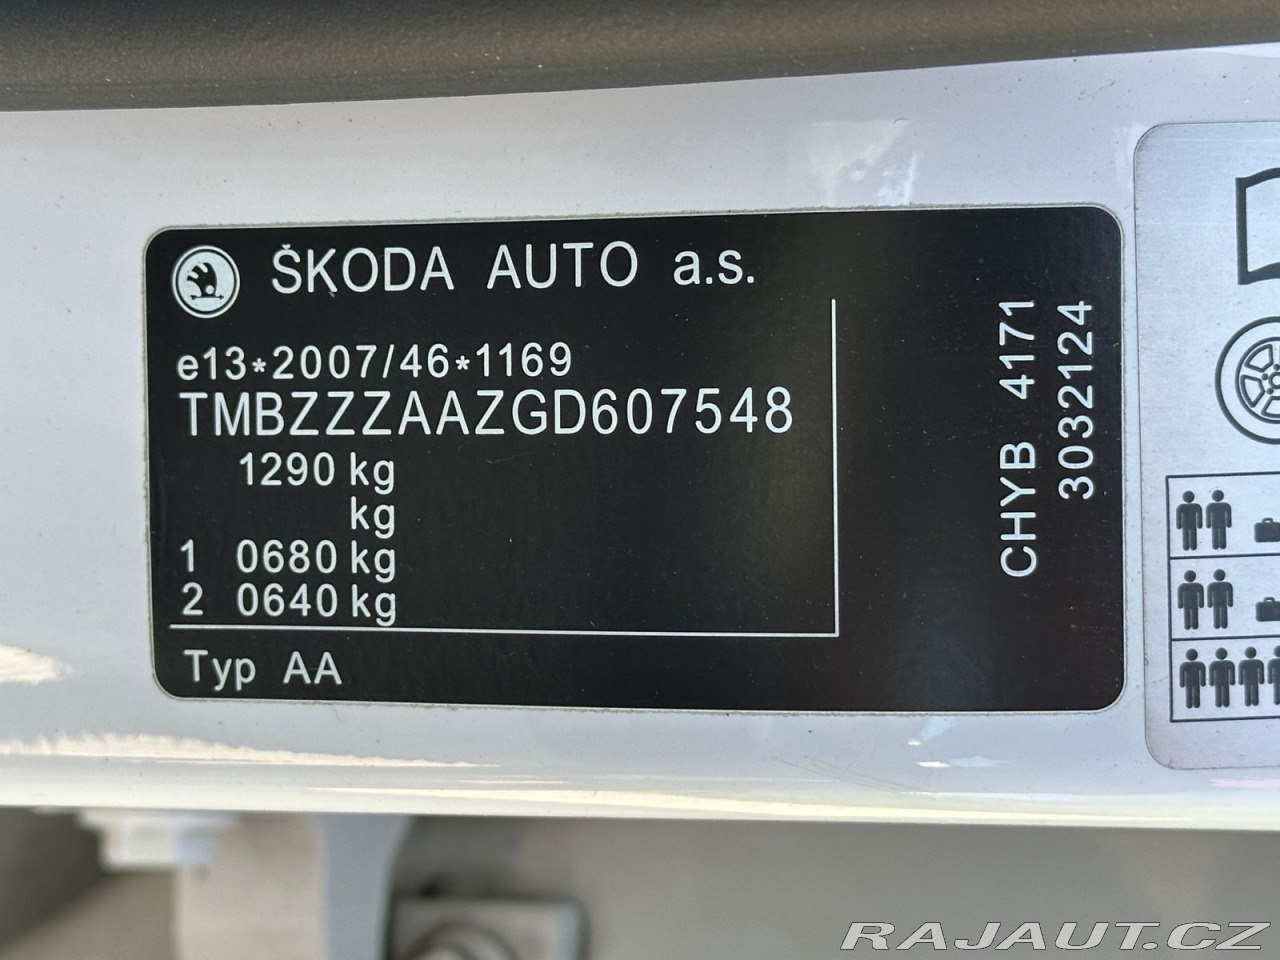 ŠKODA AUTO a.s.
e13*2007/46*1169
TMBZZZAAZGD607548
1290 kg
kg
1 0680 kg
2 0640 kg
Typ AA
CHYB 4171
3032124
RAJAUT.CZ